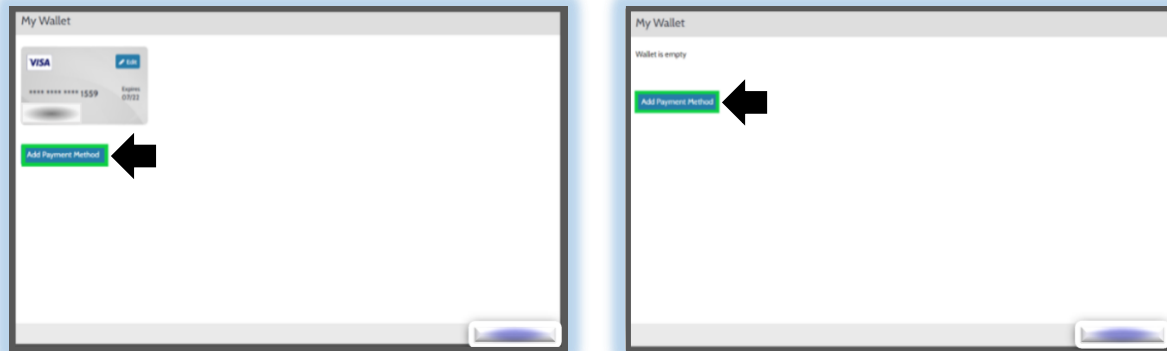 My Wallet
VISA
Edit
**** **** **** 1559
Expires
07/22
Add Payment Method
My Wallet
Wallet is empty
Add Payment Method